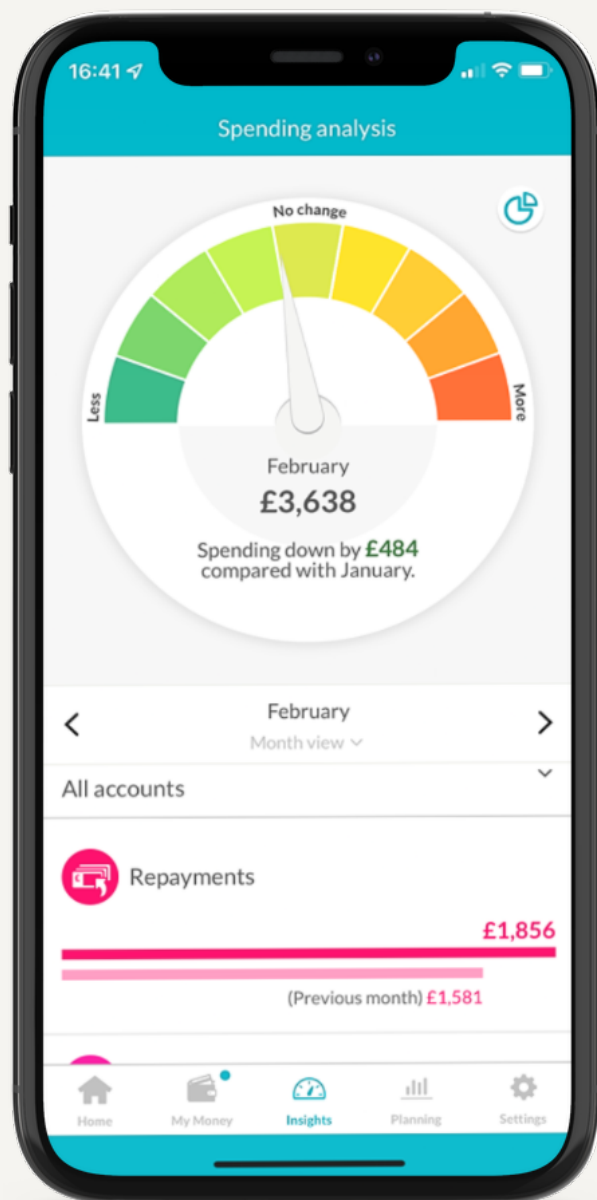 16:41
Spending analysis
No change
Less
More
February
£3,638
Spending down by £484
compared with January.
February
Month view
All accounts
Repayments
£1,856
(Previous month) £1,581
Home
My Money
Insights
Planning
Settings